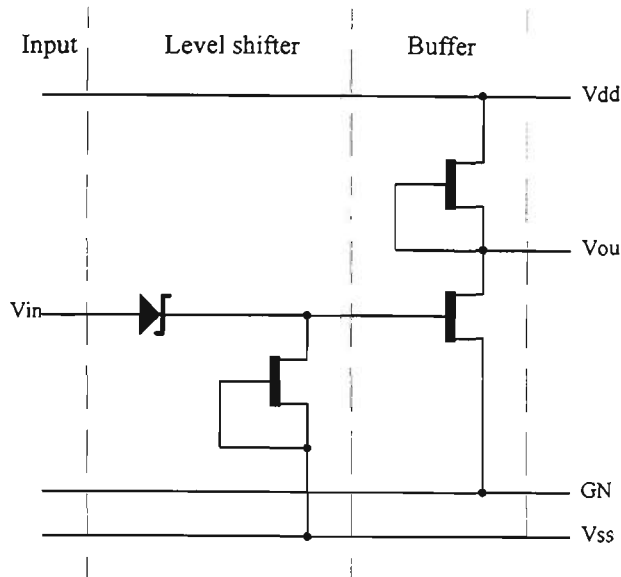 Input Level shifter Buffer
Vdd
Vou
Vin
GN
Vss